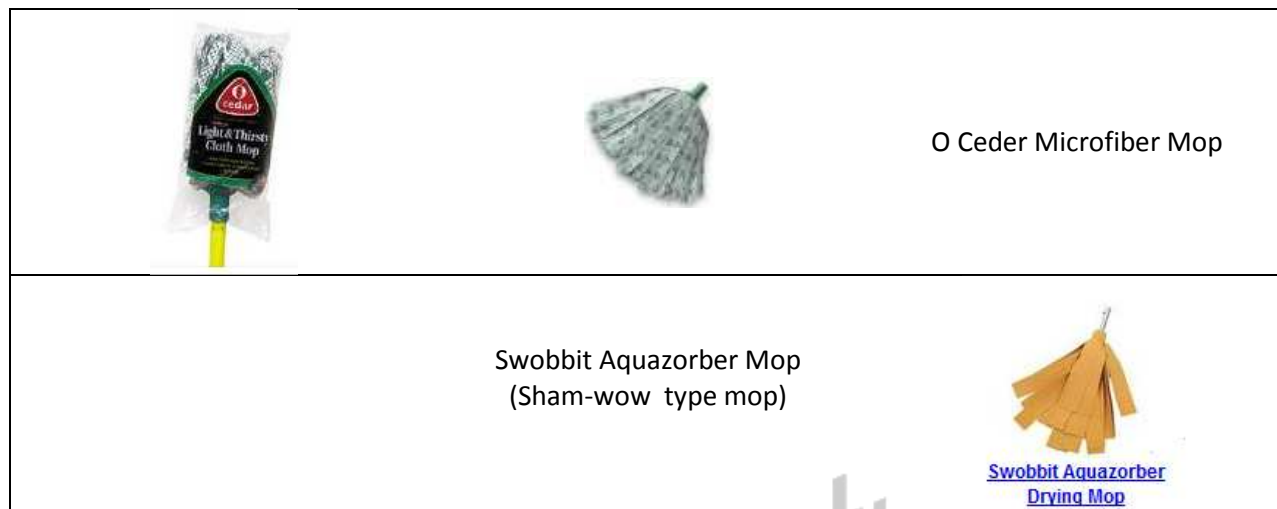 O
cedar
Light & Thirsty
Cloth Mop
O Ceder Microfiber Mop
Swobbit Aquazorber Mop
(Sham-wow type mop)
Swobbit Aquazorber
Drying Mop